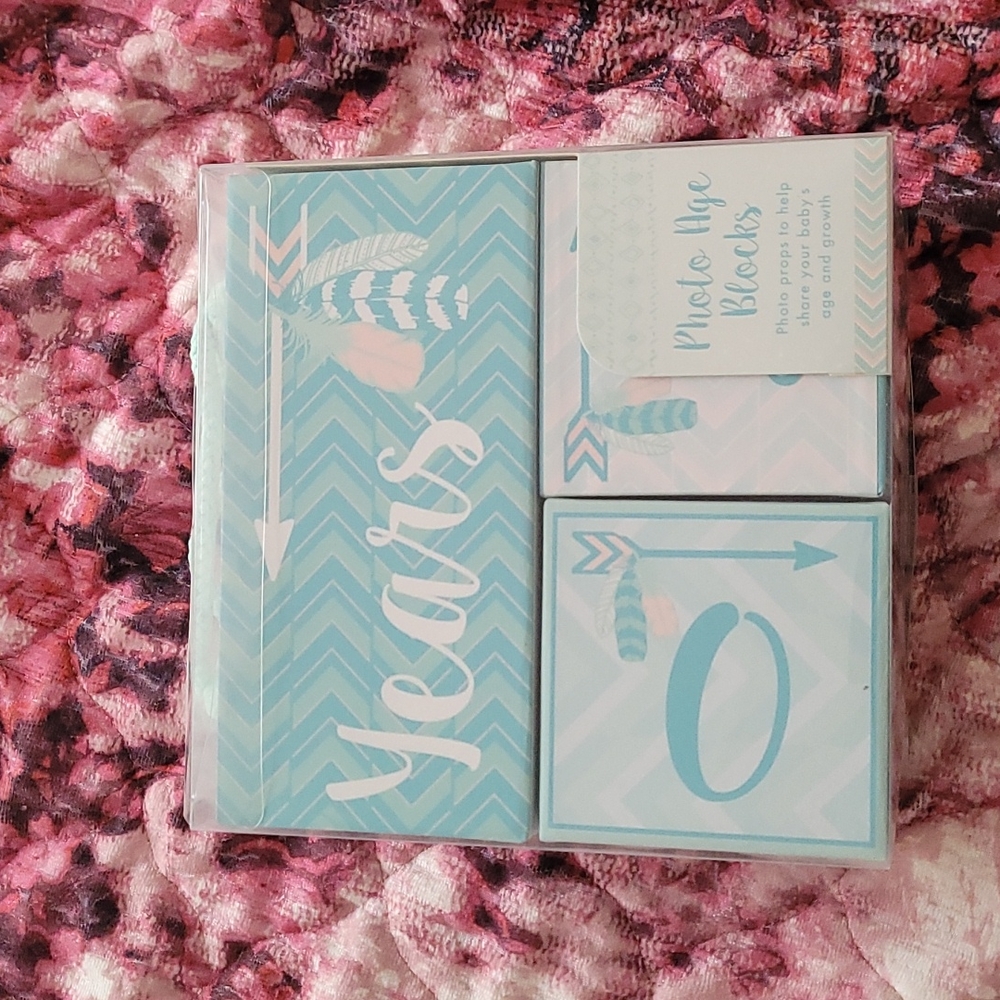 Years
0
Photo Age
Blocks
Photo props to help
share your baby's
age and growth